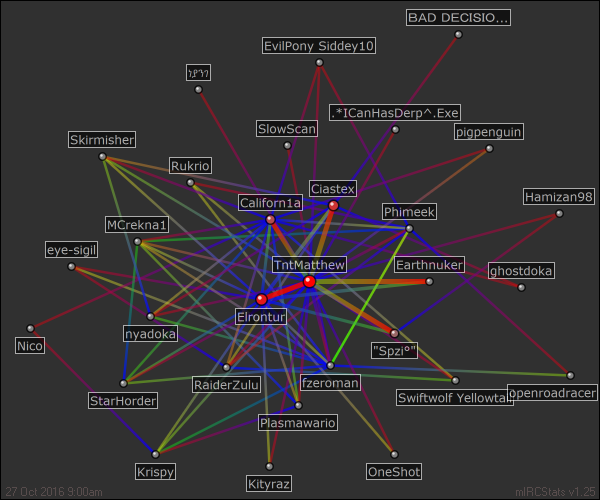 BAD DECISIO...
EvilPony Siddey10
.*ICanHasDerp^.Exe
SlowScan
pigpenguin
Skirmisher
Rukrio
Ciastex
Californ1a
Hamizan98
Phimeek
MCrekna1
eye-sigil
TntMatthew
Earthnuker
ghostdoka
Elrontur
nyadoka
Nico
"Spzi°"
RaiderZulu
fzeroman
Swiftwolf Yellowtail
openroadracer
StarHorder
Plasmawario
Krispy
OneShot
Kityraz
27 Oct 2016 9:00am
mIRCStats v1.25